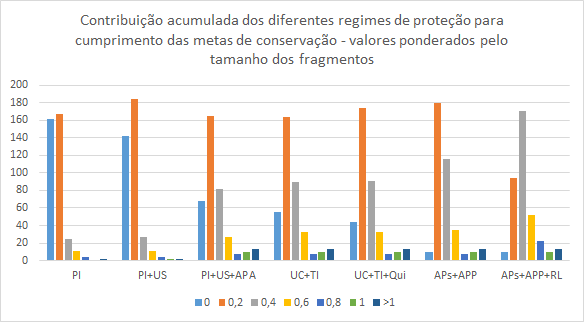 Contribuição acumulada dos diferentes regimes de proteção para
cumprimento das metas de conservação - valores ponderados pelo
tamanho dos fragmentos
200
180
160
140
120
100
80
60
40
20
0
PI PI+US PI+US+APA UC+TI UC+TI+Qui APs+APP APs+APP+RL
0 0,2 0,4 0,6 0,8 1 >1